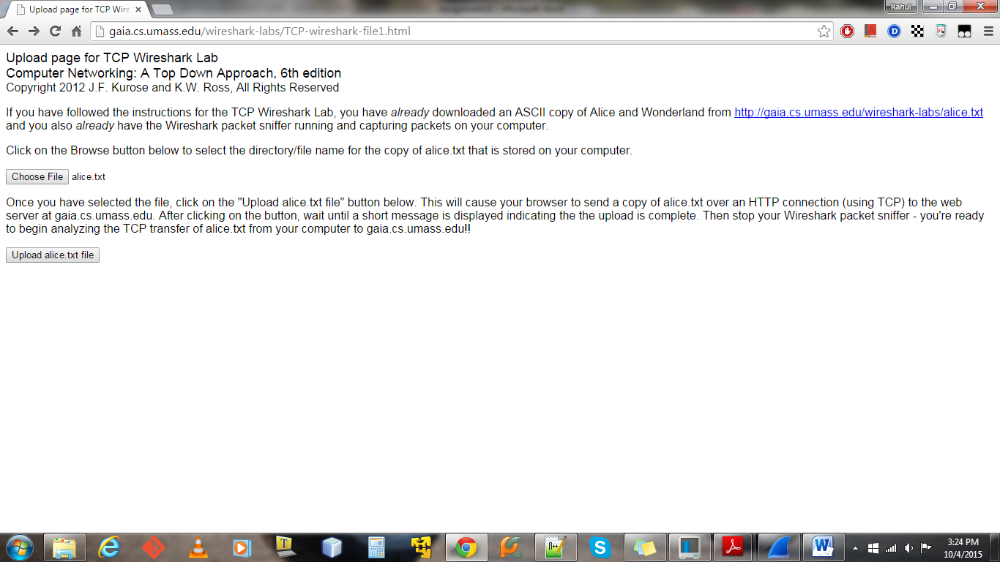 Upload page for TCP Wire
Rahul
gaia.cs.umass.edu/wireshark-labs/TCP-wireshark-file1.html
Upload page for TCP Wireshark Lab
Computer Networking: A Top Down Approach, 6th edition
Copyright 2012 J.F. Kurose and K.W. Ross, All Rights Reserved
If you have followed the instructions for the TCP Wireshark Lab, you have already downloaded an ASCII copy of Alice and Wonderland from http://gaia.cs.umass.edu/wireshark-labs/alice.txt
and you also already have the Wireshark packet sniffer running and capturing packets on your computer.
Click on the Browse button below to select the directory/file name for the copy of alice.txt that is stored on your computer.
Choose File alice.txt
Once you have selected the file, click on the "Upload alice.txt file" button below. This will cause your browser to send a copy of alice.txt over an HTTP connection (using TCP) to the web
server at gaia.cs.umass.edu. After clicking on the button, wait until a short message is displayed indicating the the upload is complete. Then stop your Wireshark packet sniffer - you're ready
to begin analyzing the TCP transfer of alice.txt from your computer to gaia.cs.umass.edu!!
Upload alice.txt file
3:24 PM
10/4/2015